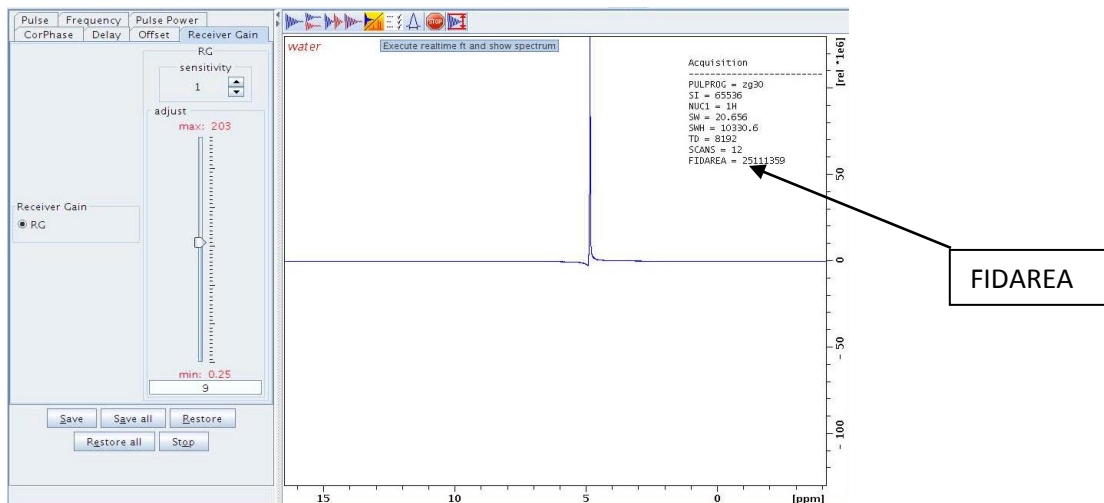 Pulse Frequency Pulse Power
CorPhase Delay Offset Receiver Gain
RG
sensitivity
1
adjust
max: 203
Receiver Gain
RG
min: 0.25
9
Save Save all Restore
Restore all Stop
STOP
water
Execute realtime ft and show spectrum
Acquisition
--------------------
PULPROG = zg30
SI = 65536
NUC1 = 1H
SW = 20.656
SWH = 10330.6
TD = 8192
SCANS = 12
FIDAREA = 25111359
[rel *1e6]
50
0
- 50
- 100
15 10 5 0 [ppm]
FIDAREA